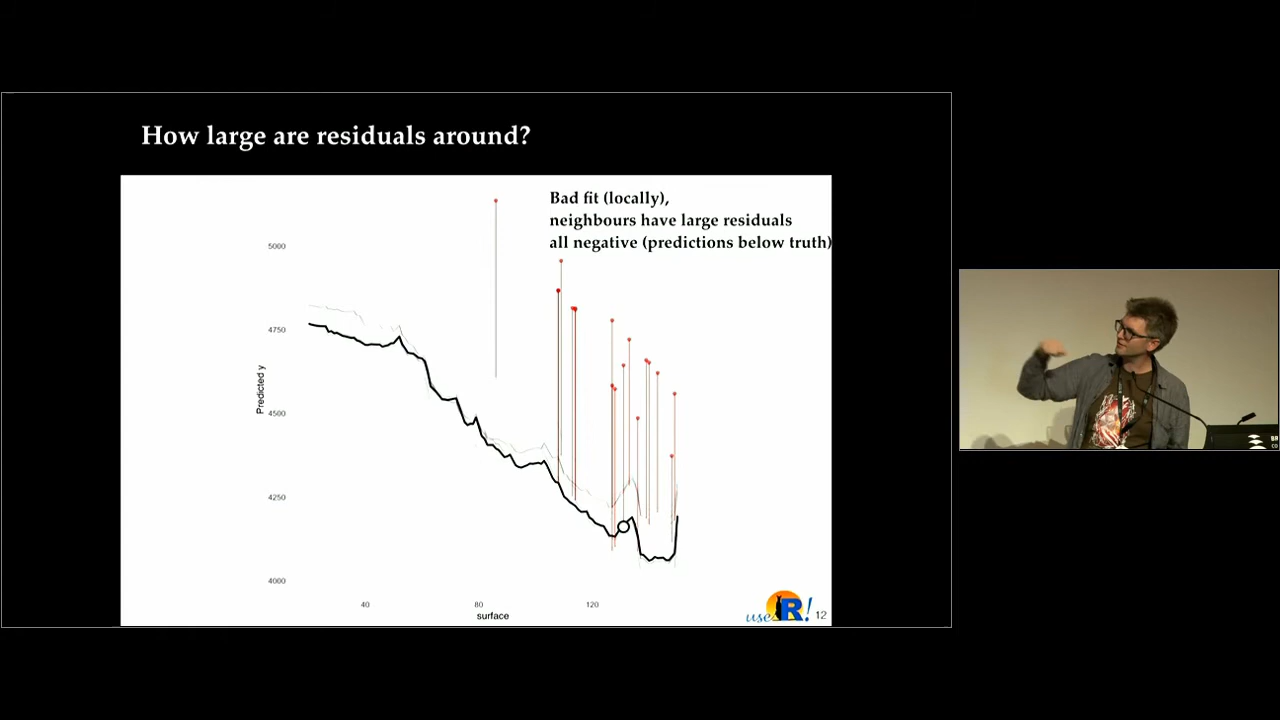 How large are residuals around?
Bad fit (locally),
neighbours have large residuals
all negative (predictions below truth)
5000
4750
4500
4250
4000
Predicted y
40
80
120
surface
use R!
12